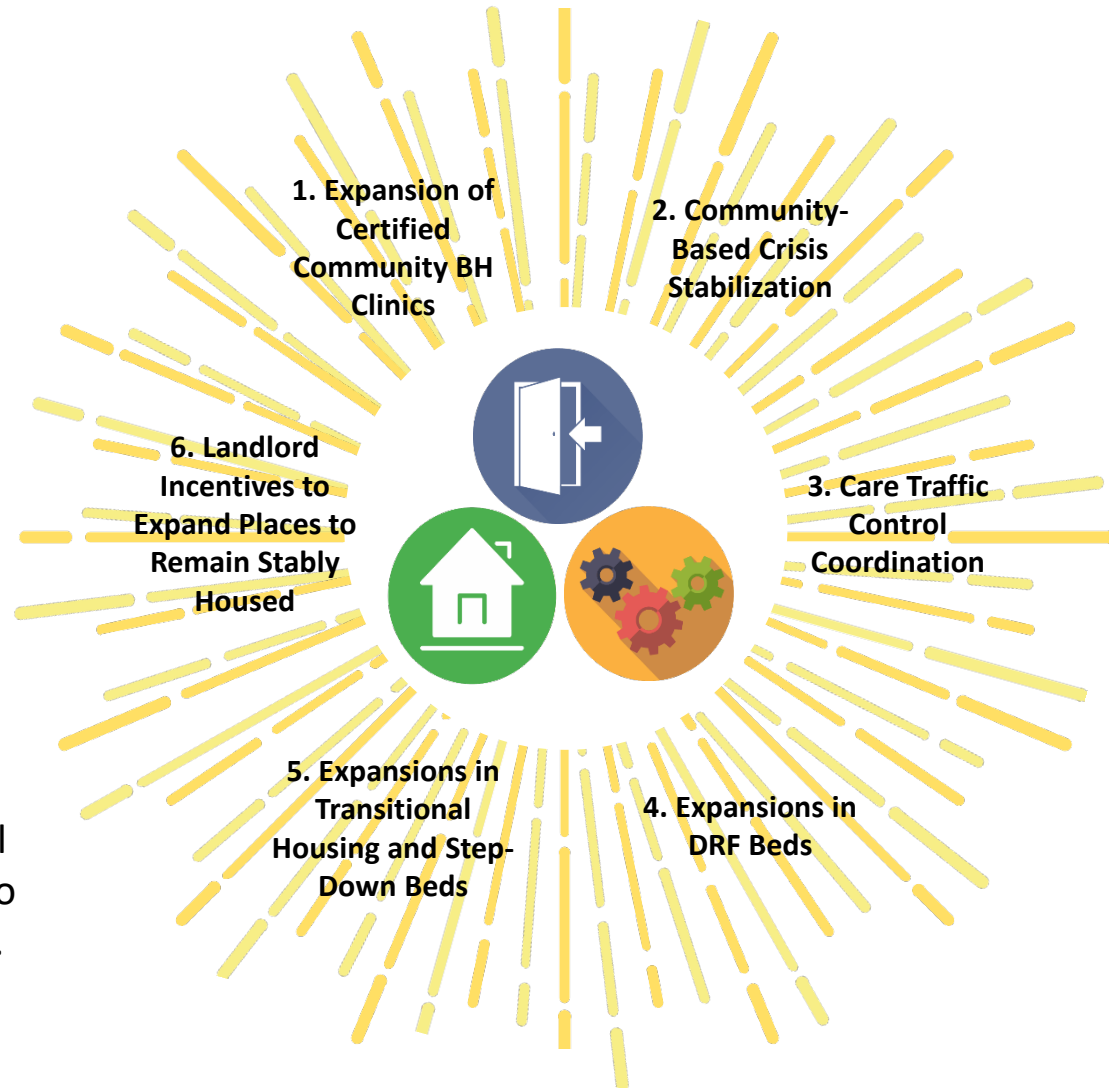 1. Expansion of
Certified
Community BH
Clinics
2. Community-
Based Crisis
Stabilization
3. Care Traffic
Control
Coordination
4. Expansions in
DRF Beds
5. Expansions in
Transitional
Housing and Step-
Down Beds
6. Landlord
Incentives to
Expand Places to
Remain Stably
Housed